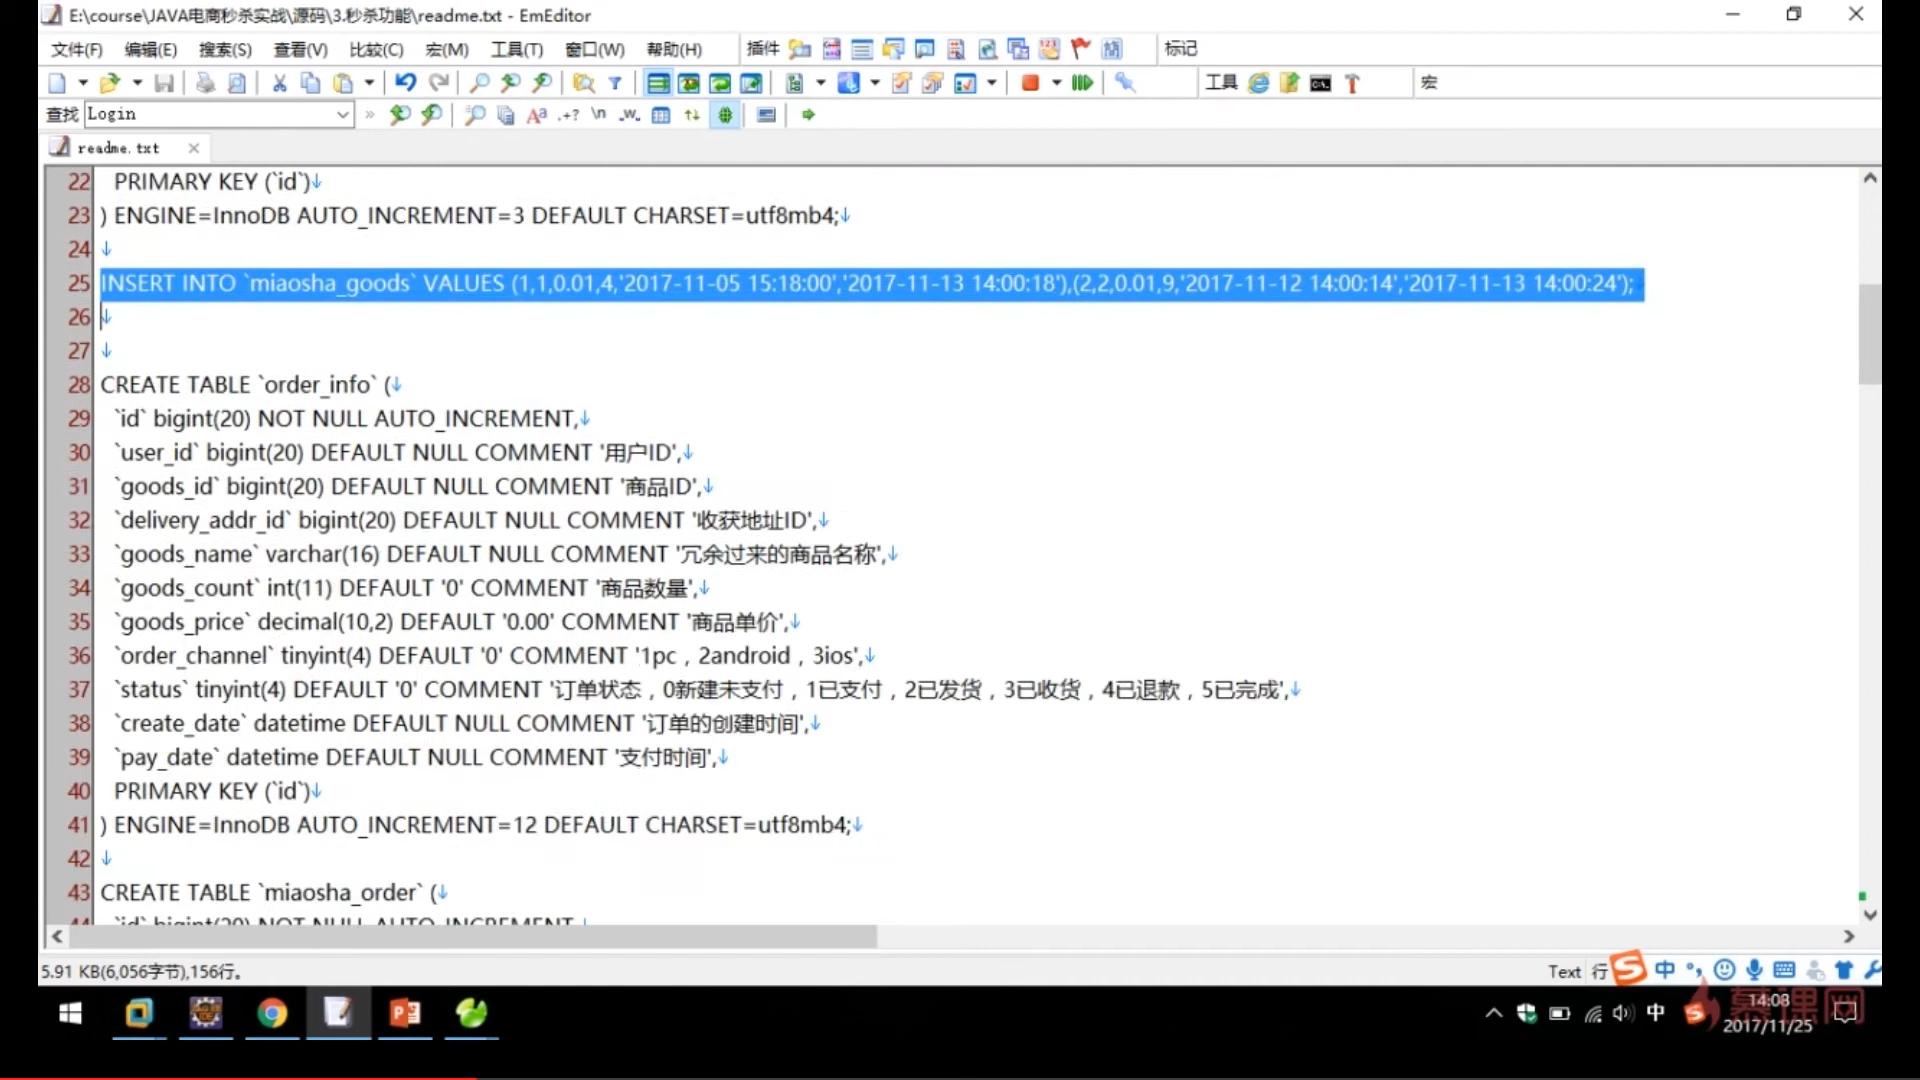 E:\course\JAVA电商秒杀实战\源码\3.秒杀功能\readme.txt - EmEditor
文件(F) 编辑(E) 搜索(S) 查看(V) 比较(C) 宏(M) 工具(T) 窗口(W) 帮助(H) 插件 标记
工具 宏
查找 Login
readme.txt
22 PRIMARY KEY (`id`)↓
23 ) ENGINE=InnoDB AUTO_INCREMENT=3 DEFAULT CHARSET=utf8mb4;↓
24 ↓
25 INSERT INTO `miaosha_goods` VALUES (1,1,0.01,4,'2017-11-05 15:18:00','2017-11-13 14:00:18'),(2,2,0.01,9,'2017-11-12 14:00:14','2017-11-13 14:00:24');
26 ↓
27 ↓
28 CREATE TABLE `order_info` (↓
29 `id` bigint(20) NOT NULL AUTO_INCREMENT,↓
30 `user_id` bigint(20) DEFAULT NULL COMMENT '用户ID',↓
31 `goods_id` bigint(20) DEFAULT NULL COMMENT '商品ID',↓
32 `delivery_addr_id` bigint(20) DEFAULT NULL COMMENT '收获地址ID',↓
33 `goods_name` varchar(16) DEFAULT NULL COMMENT '冗余过来的商品名称',↓
34 `goods_count` int(11) DEFAULT '0' COMMENT '商品数量',↓
35 `goods_price` decimal(10,2) DEFAULT '0.00' COMMENT '商品单价',↓
36 `order_channel` tinyint(4) DEFAULT '0' COMMENT '1pc，2android，3ios',↓
37 `status` tinyint(4) DEFAULT '0' COMMENT '订单状态，0新建未支付，1已支付，2已发货，3已收货，4已退款，5已完成',↓
38 `create_date` datetime DEFAULT NULL COMMENT '订单的创建时间',↓
39 `pay_date` datetime DEFAULT NULL COMMENT '支付时间',↓
40 PRIMARY KEY (`id`)↓
41 ) ENGINE=InnoDB AUTO_INCREMENT=12 DEFAULT CHARSET=utf8mb4;↓
42 ↓
43 CREATE TABLE `miaosha_order` (↓
44 `id` bigint(20) NOT NULL AUTO_INCREMENT,↓
5.91 KB(6,056字节),156行。 Text 行 中
中 14:08
2017/11/25
慕课网